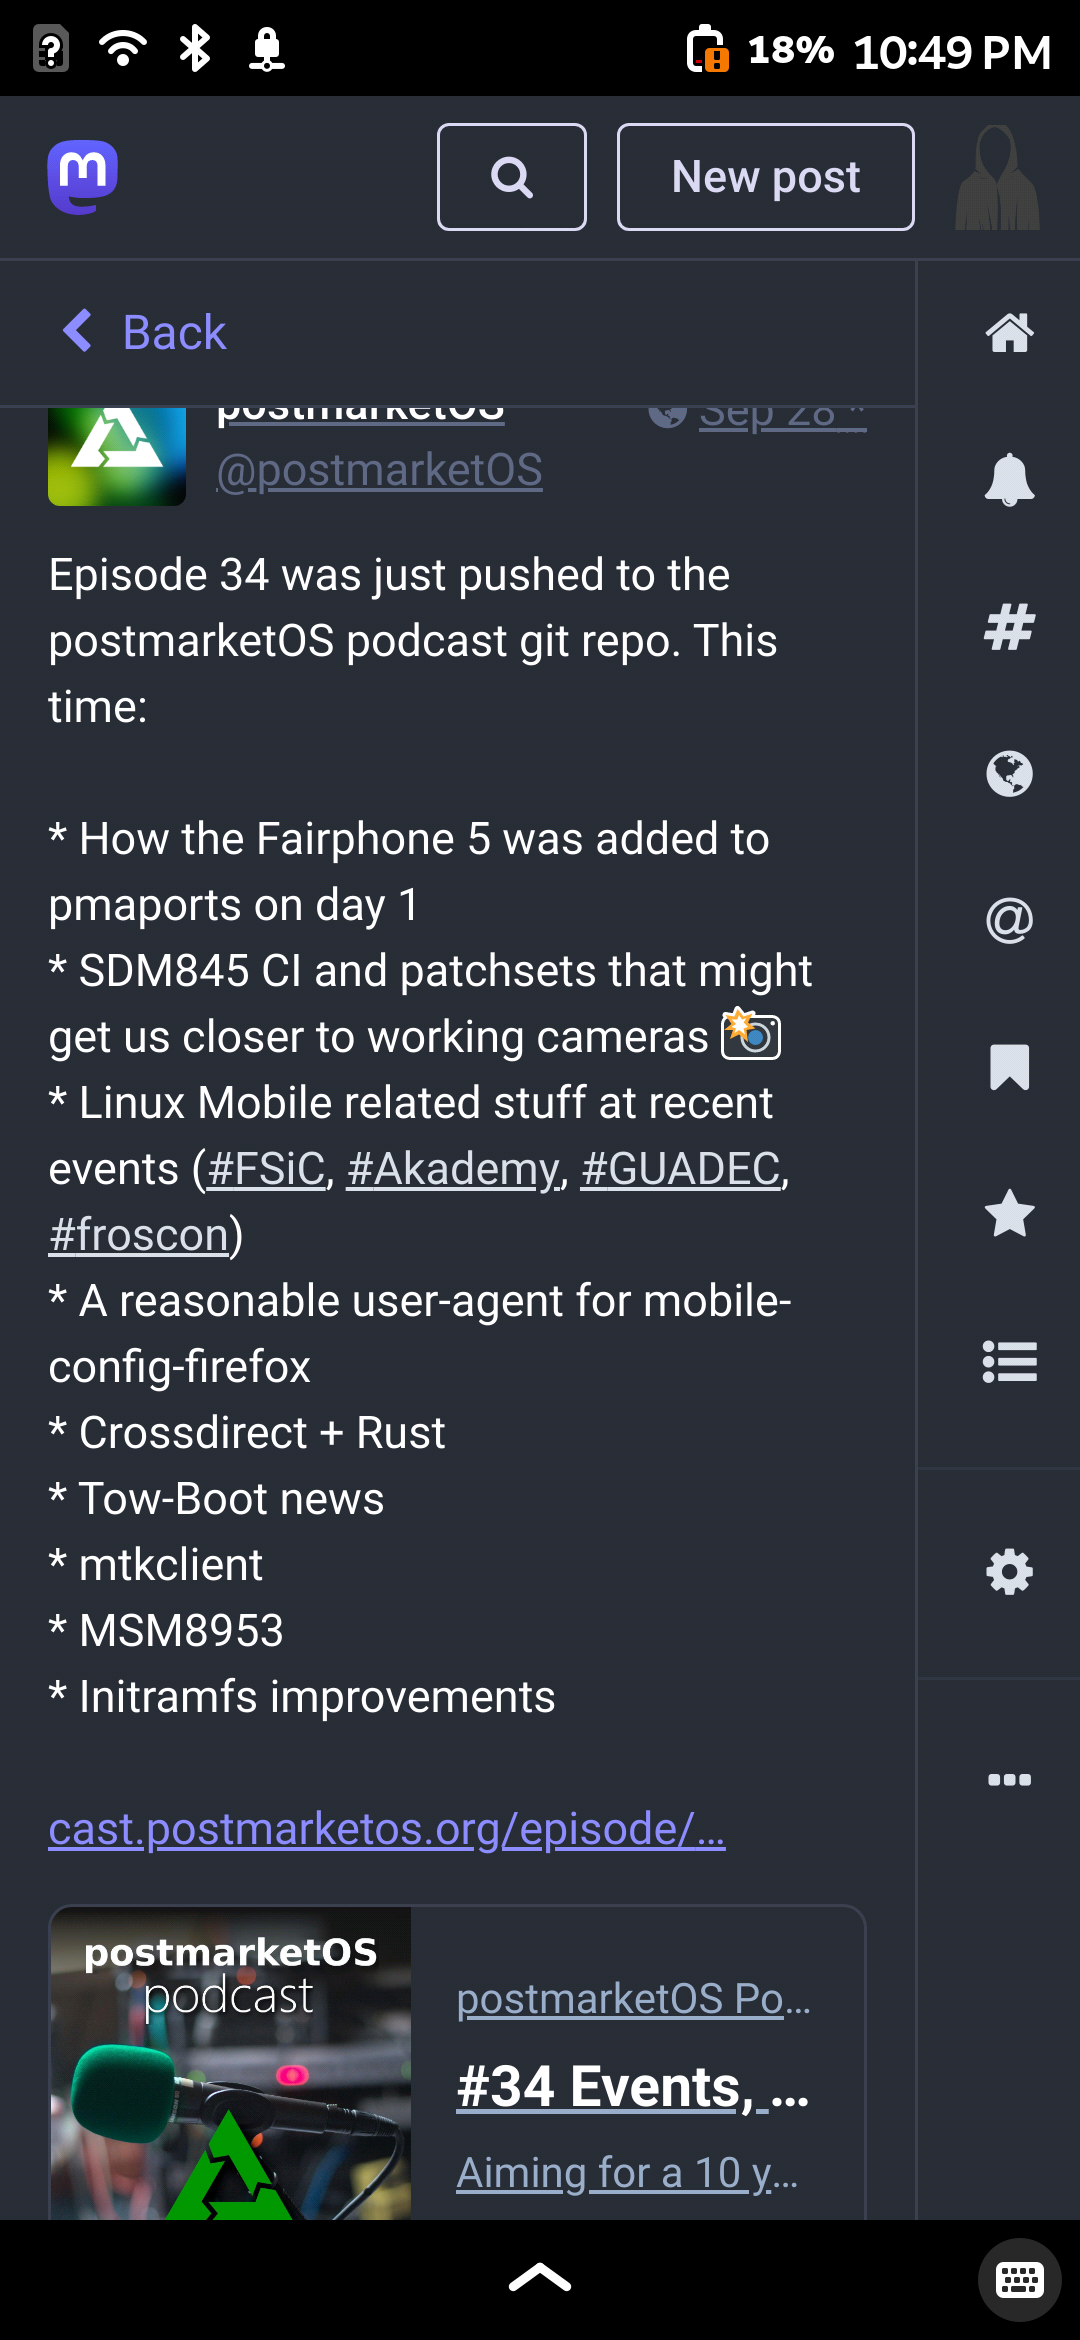 18% 10:49 PM
New post
Back
postmarketOS Sep 28 *
@postmarketOS
Episode 34 was just pushed to the
postmarketOS podcast git repo. This
time:
* How the Fairphone 5 was added to
pmaports on day 1
* SDM845 CI and patchsets that might
get us closer to working cameras 📸
* Linux Mobile related stuff at recent
events (#FSiC, #Akademy, #GUADEC,
#froscon)
* A reasonable user-agent for mobile-
config-firefox
* Crossdirect + Rust
* Tow-Boot news
* mtkclient
* MSM8953
* Initramfs improvements
cast.postmarketos.org/episode/…
postmarketOS
podcast
postmarketOS Po…
#34 Events, …
Aiming for a 10 y…